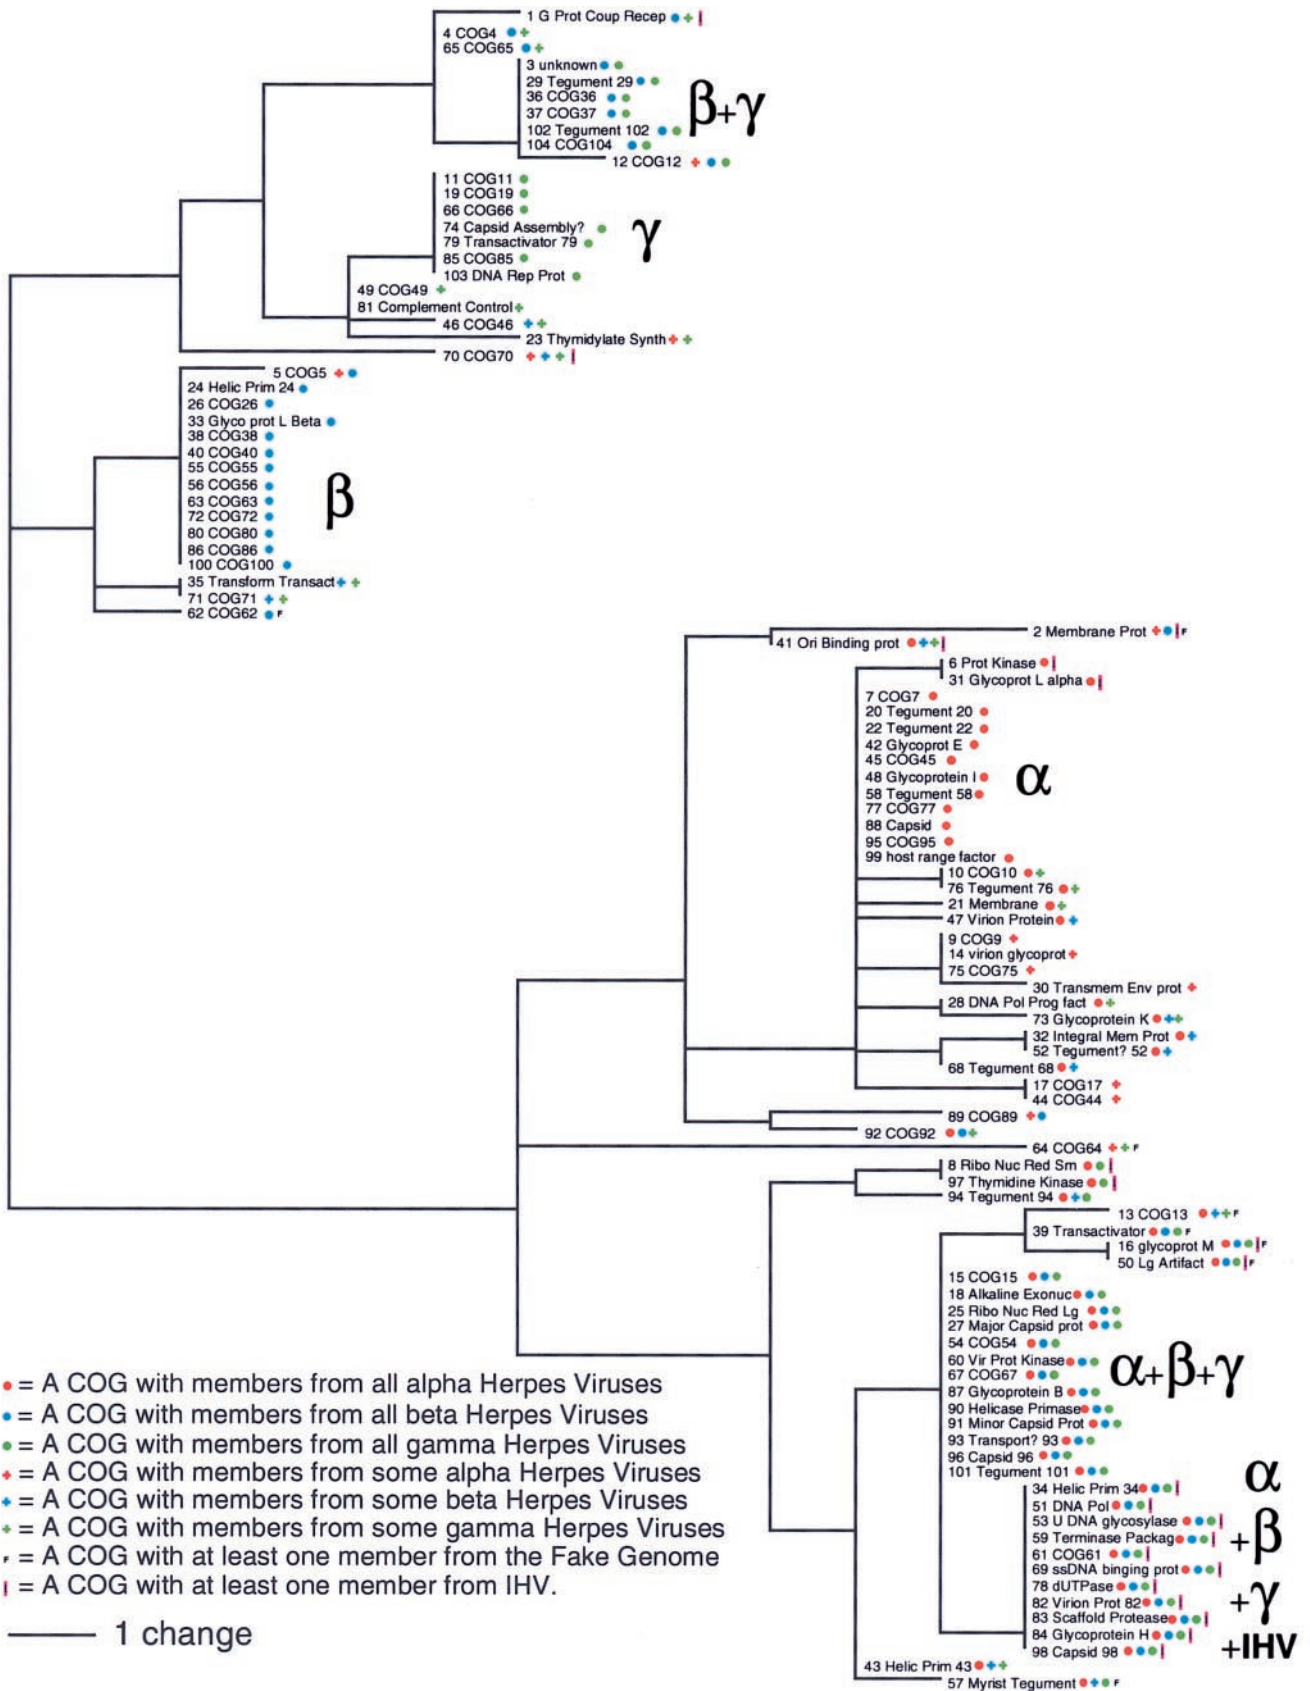 1 G Prot Coup Recep
4 COG4
65 COG65
3 unknown
29 Tegument 29
36 COG36
37 COG37
102 Tegument 102
104 COG104
12 COG12
β+γ
11 COG11
19 COG19
66 COG66
74 Capsid Assembly?
79 Transactivator 79
85 COG85
103 DNA Rep Prot
γ
49 COG49
81 Complement Control
46 COG46
23 Thymidylate Synth
70 COG70
5 COG5
24 Helic Prim 24
26 COG26
33 Glyco prot L Beta
38 COG38
40 COG40
55 COG55
56 COG56
63 COG63
72 COG72
80 COG80
86 COG86
100 COG100
β
35 Transform Transact
71 COG71
62 COG62 F
2 Membrane Prot F
41 Ori Binding prot
6 Prot Kinase
31 Glycoprot L alpha
7 COG7
20 Tegument 20
22 Tegument 22
42 Glycoprot E
45 COG45
48 Glycoprotein I
58 Tegument 58
77 COG77
88 Capsid
95 COG95
99 host range factor
α
10 COG10
76 Tegument 76
21 Membrane
47 Virion Protein
9 COG9
14 virion glycoprot
75 COG75
30 Transmem Env prot
28 DNA Pol Prog fact
73 Glycoprotein K
32 Integral Mem Prot
52 Tegument? 52
68 Tegument 68
17 COG17
44 COG44
89 COG89
92 COG92
64 COG64 F
8 Ribo Nuc Red Sm
97 Thymidine Kinase
94 Tegument 94
13 COG13 F
39 Transactivator F
16 glycoprot M F
50 Lg Artifact F
15 COG15
18 Alkaline Exonuc
25 Ribo Nuc Red Lg
27 Major Capsid prot
54 COG54
60 Vir Prot Kinase
67 COG67
87 Glycoprotein B
90 Helicase Primase
91 Minor Capsid Prot
93 Transport? 93
96 Capsid 96
101 Tegument 101
α+β+γ
34 Helic Prim 34
51 DNA Pol
53 U DNA glycosylase
59 Terminase Packag
61 COG61
69 ssDNA binging prot
78 dUTPase
82 Virion Prot 82
83 Scaffold Protease
84 Glycoprotein H
98 Capsid 98
α
+β
+γ
+IHV
43 Helic Prim 43
57 Myrist Tegument F
= A COG with members from all alpha Herpes Viruses
= A COG with members from all beta Herpes Viruses
= A COG with members from all gamma Herpes Viruses
= A COG with members from some alpha Herpes Viruses
= A COG with members from some beta Herpes Viruses
= A COG with members from some gamma Herpes Viruses
F = A COG with at least one member from the Fake Genome
I = A COG with at least one member from IHV.
1 change